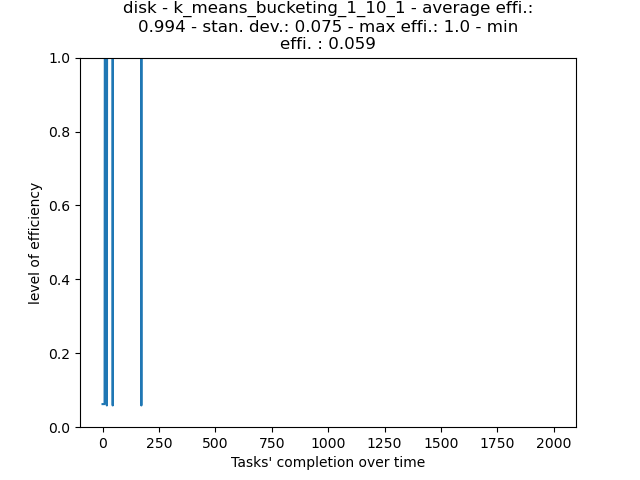 disk - k_means_bucketing_1_10_1 - average effi.:
0.994 - stan. dev.: 0.075 - max effi.: 1.0 - min
effi. : 0.059
1.0
0.8
0.6
0.4
0.2
0.0
level of efficiency
0 250 500 750 1000 1250 1500 1750 2000
Tasks' completion over time